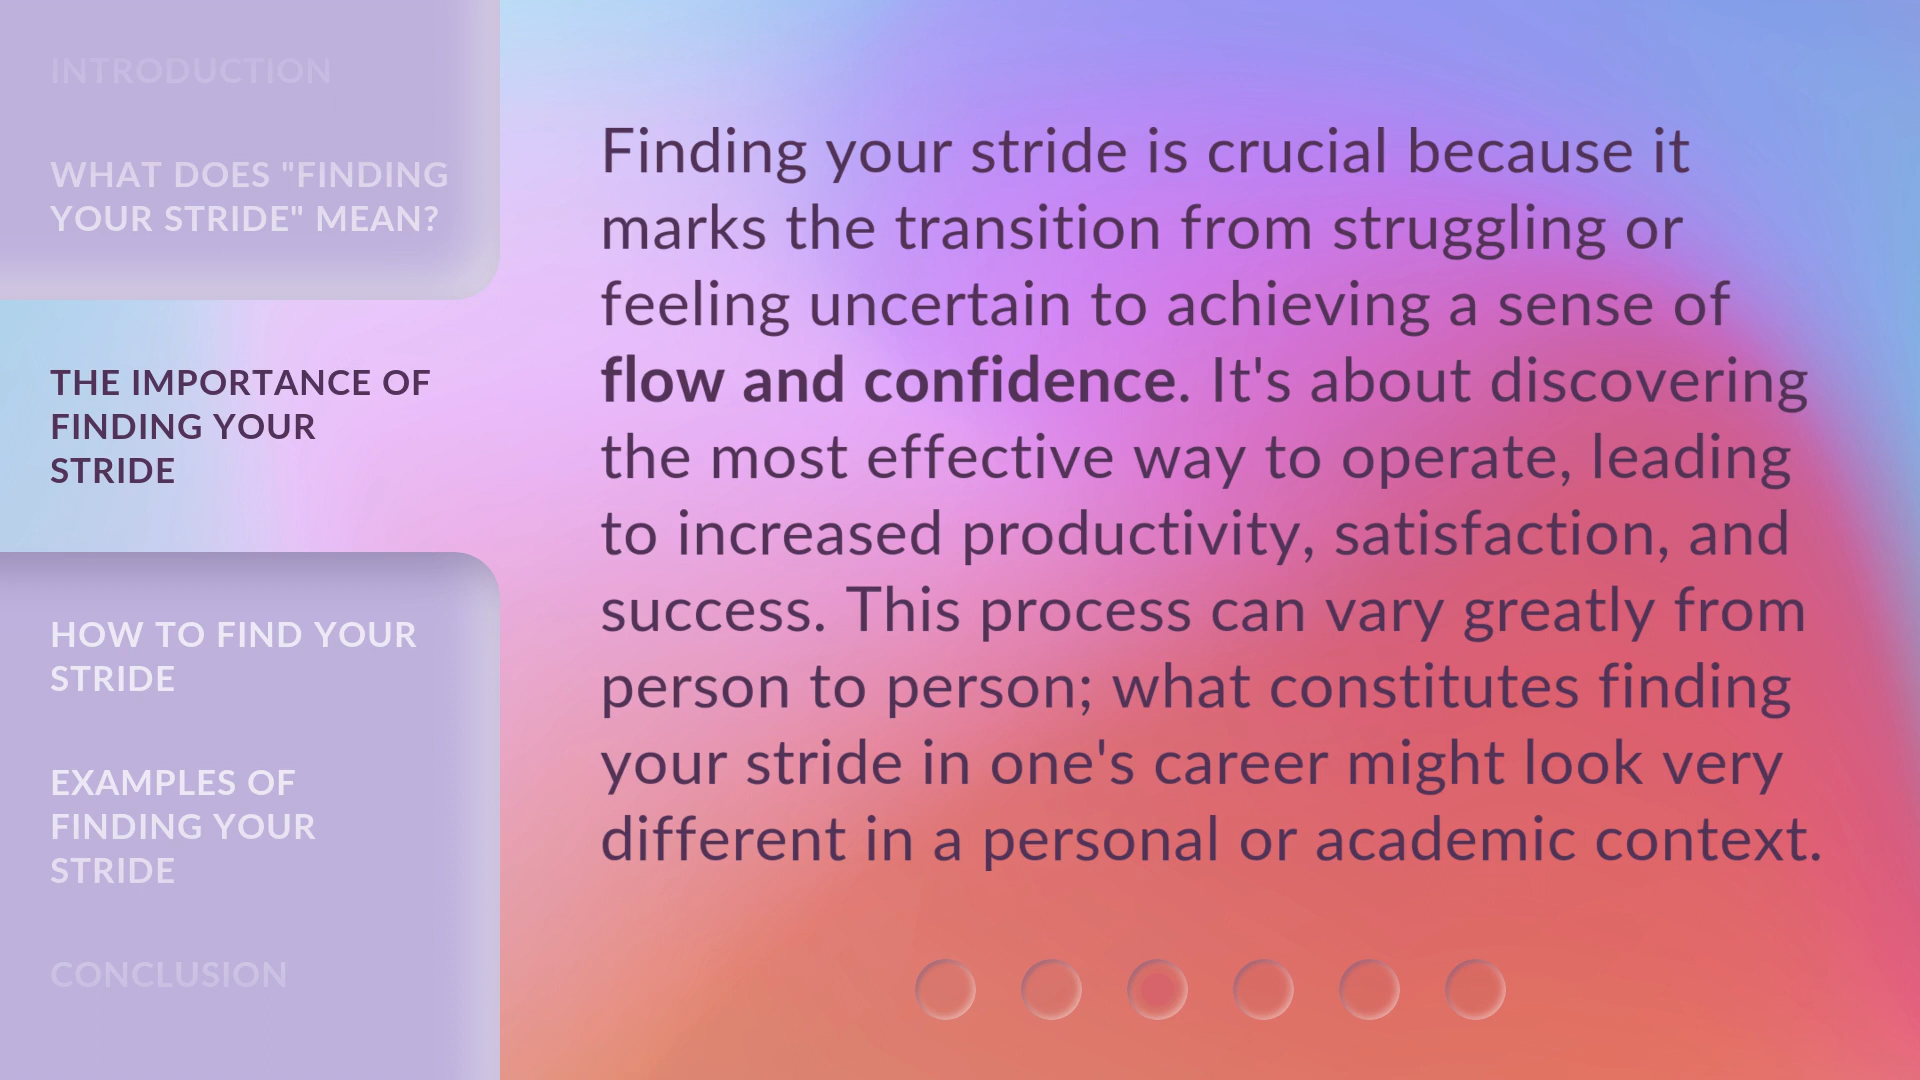 INTRODUCTION
WHAT DOES "FINDING
YOUR STRIDE" MEAN?
THE IMPORTANCE OF
FINDING YOUR
STRIDE
HOW TO FIND YOUR
STRIDE
EXAMPLES OF
FINDING YOUR
STRIDE
CONCLUSION
Finding your stride is crucial because it
marks the transition from struggling or
feeling uncertain to achieving a sense of
flow and confidence. It's about discovering
the most effective way to operate, leading
to increased productivity, satisfaction, and
success. This process can vary greatly from
person to person; what constitutes finding
your stride in one's career might look very
different in a personal or academic context.